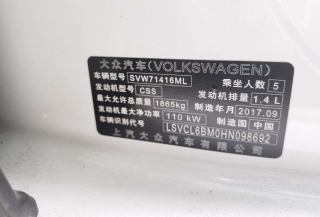 大众汽车(VOLKSWAGEN)
车辆型号 SVW71416ML 乘坐人数 5
发动机型号 CSS 发动机排量 1.4 L
最大允许总质量 1865kg 制造年月 2017.09
发动机最大净功率 110 kW 制造国 中国
车辆识别代号 LSVCL6BM0HN098692
上汽大众汽车有限公司